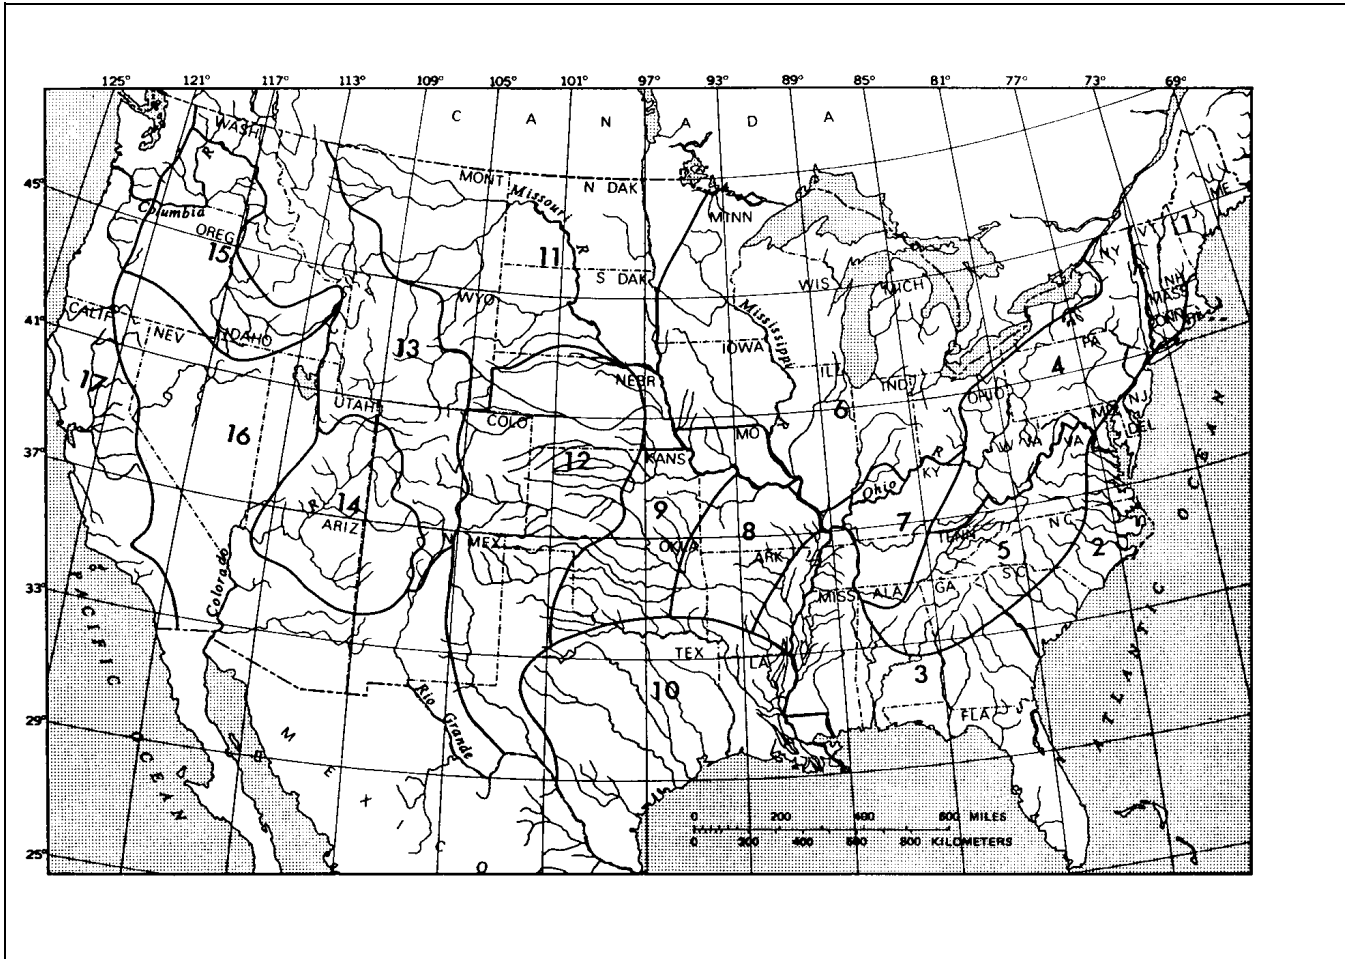 125° 121° 117° 113° 109° 105° 101° 97° 93° 89° 85° 81° 77° 73° 69°
C A N A D A
WASH
R
MONT
Missouri
R
N DAK
MINN
ME
45°
Columbia
OREG
15
11
S DAK
WIS
MICH
NY
VT
1
NH
MASS
CONN
RI
WYO
Mississippi
CALIF
NEV
IDAHO
41°
13
IOWA
PA
4
17
NEBR
ILL
IND
OHIO
NJ
MD
DEL
UTAH
COLO
6
16
MO
W VA
VA
37°
12
KANS
Ohio
R
KY
14
R
ARIZ
9
8
7
NC
N MEX
OKLA
ARK
TENN
5
2
Colorado
SC
33°
MISS
ALA
GA
TEX
LA
3
10
Rio Grande
FLA
29°
M E X I C O
25°
PACIFIC
OCEAN
ATLANTIC OCEAN
0 200 400 600 MILES
0 200 400 600 800 KILOMETERS